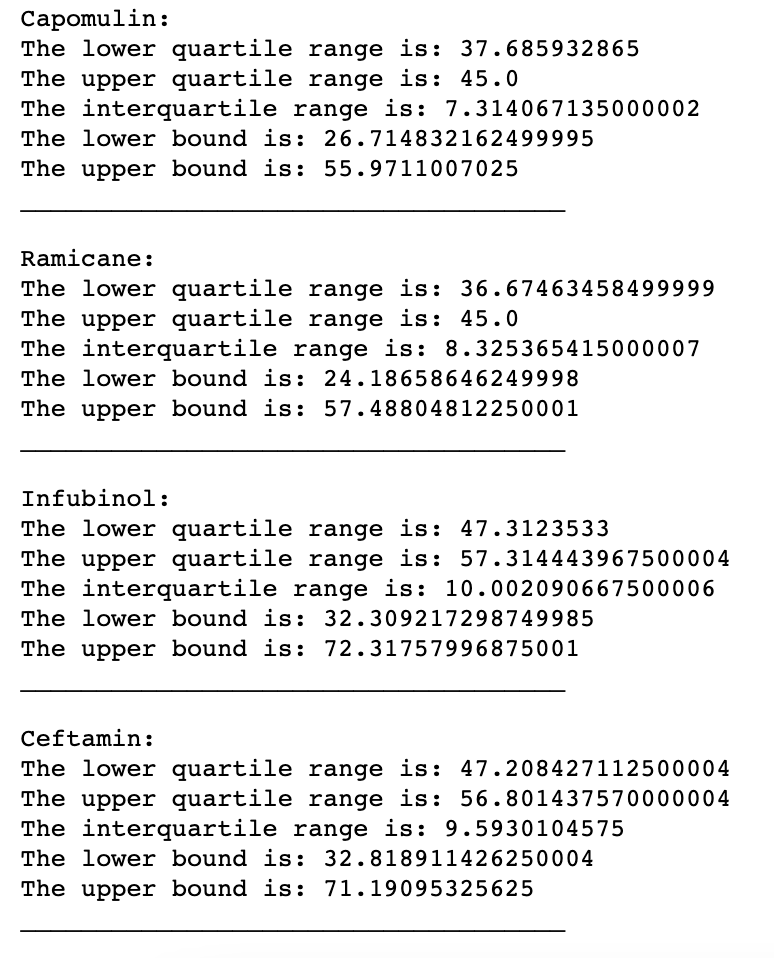 Capomulin:
The lower quartile range is: 37.685932865
The upper quartile range is: 45.0
The interquartile range is: 7.314067135000002
The lower bound is: 26.714832162499995
The upper bound is: 55.9711007025
____________________________________
Ramicane:
The lower quartile range is: 36.67463458499999
The upper quartile range is: 45.0
The interquartile range is: 8.325365415000007
The lower bound is: 24.18658646249998
The upper bound is: 57.48804812250001
____________________________________
Infubinol:
The lower quartile range is: 47.3123533
The upper quartile range is: 57.314443967500004
The interquartile range is: 10.002090667500006
The lower bound is: 32.309217298749985
The upper bound is: 72.31757996875001
____________________________________
Ceftamin:
The lower quartile range is: 47.208427112500004
The upper quartile range is: 56.801437570000004
The interquartile range is: 9.5930104575
The lower bound is: 32.818911426250004
The upper bound is: 71.19095325625
____________________________________